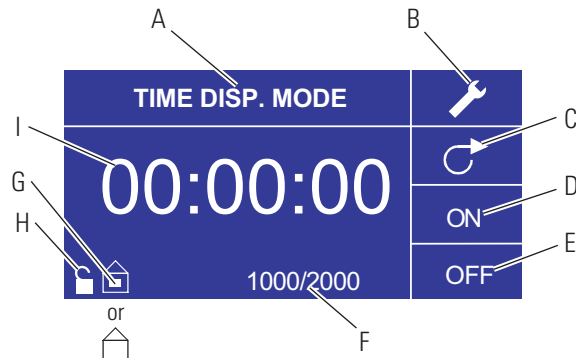 A
B
TIME DISP. MODE
I
C
00:00:00
G
D
ON
H
E
1000/2000
OFF
or
F